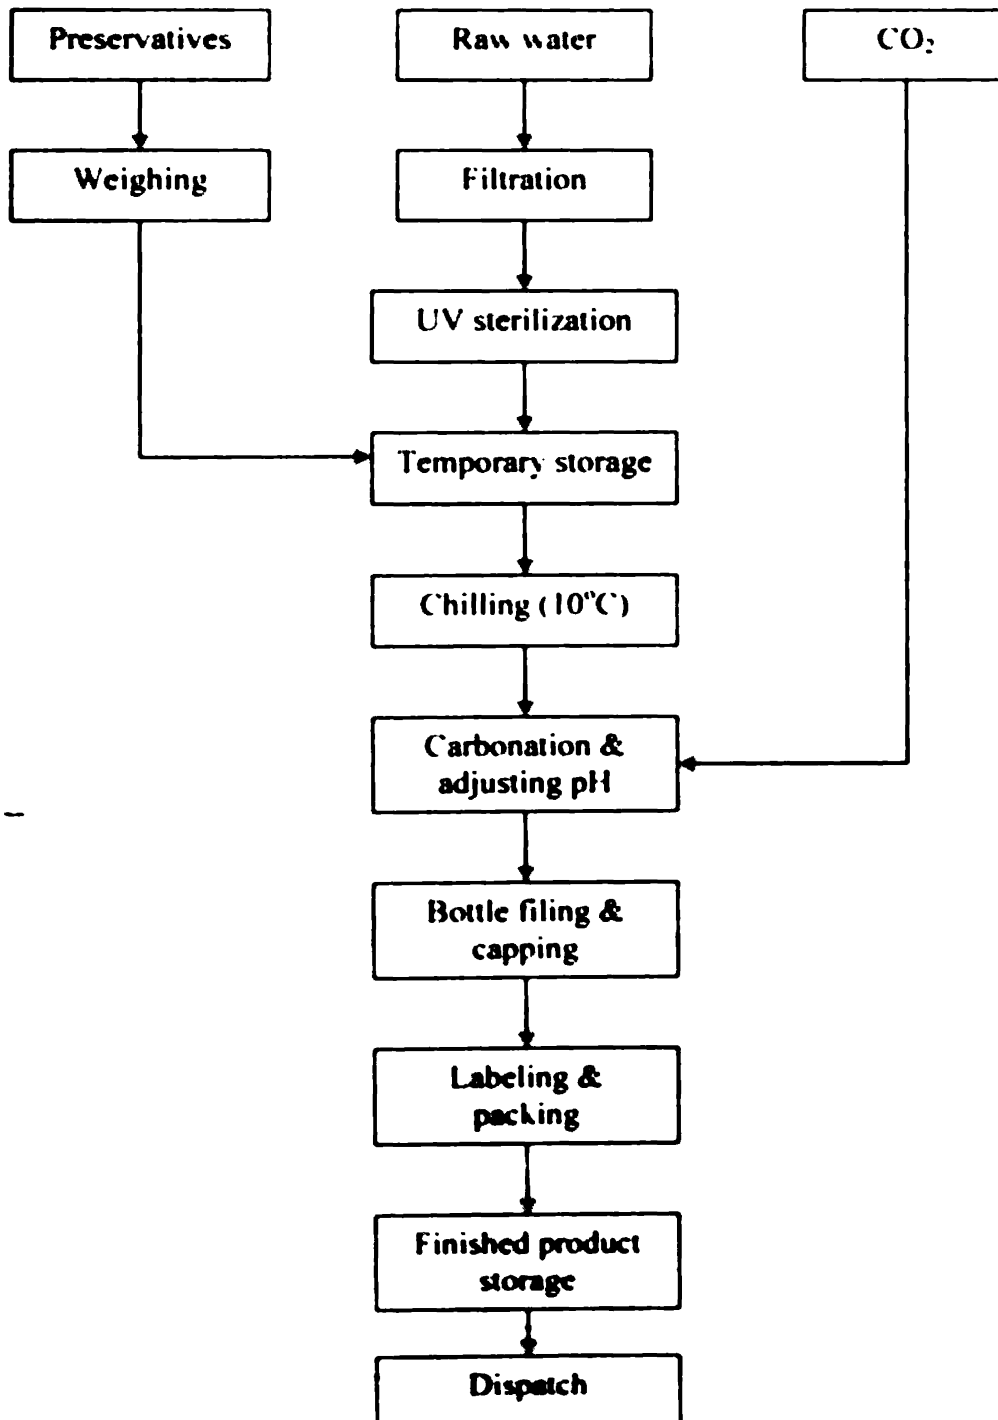 Preservatives
Raw water
CO₂
Weighing
Filtration
UV sterilization
Temporary storage
Chilling (10°C)
Carbonation &
adjusting pH
Bottle filing &
capping
Labeling &
packing
Finished product
storage
Dispatch